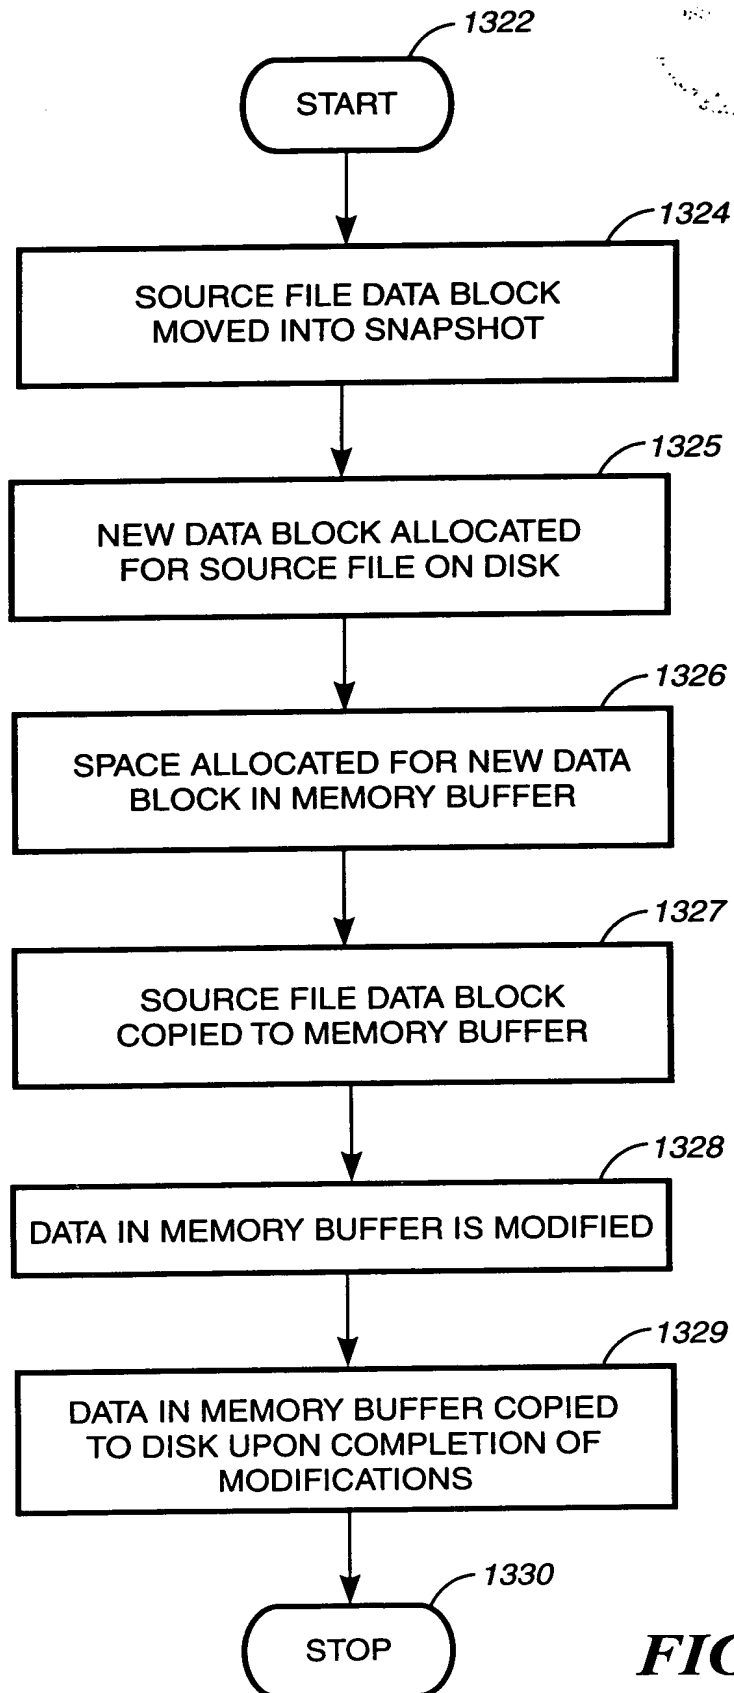 1322
START
1324
SOURCE FILE DATA BLOCK
MOVED INTO SNAPSHOT
1325
NEW DATA BLOCK ALLOCATED
FOR SOURCE FILE ON DISK
1326
SPACE ALLOCATED FOR NEW DATA
BLOCK IN MEMORY BUFFER
1327
SOURCE FILE DATA BLOCK
COPIED TO MEMORY BUFFER
1328
DATA IN MEMORY BUFFER IS MODIFIED
1329
DATA IN MEMORY BUFFER COPIED
TO DISK UPON COMPLETION OF
MODIFICATIONS
1330
STOP